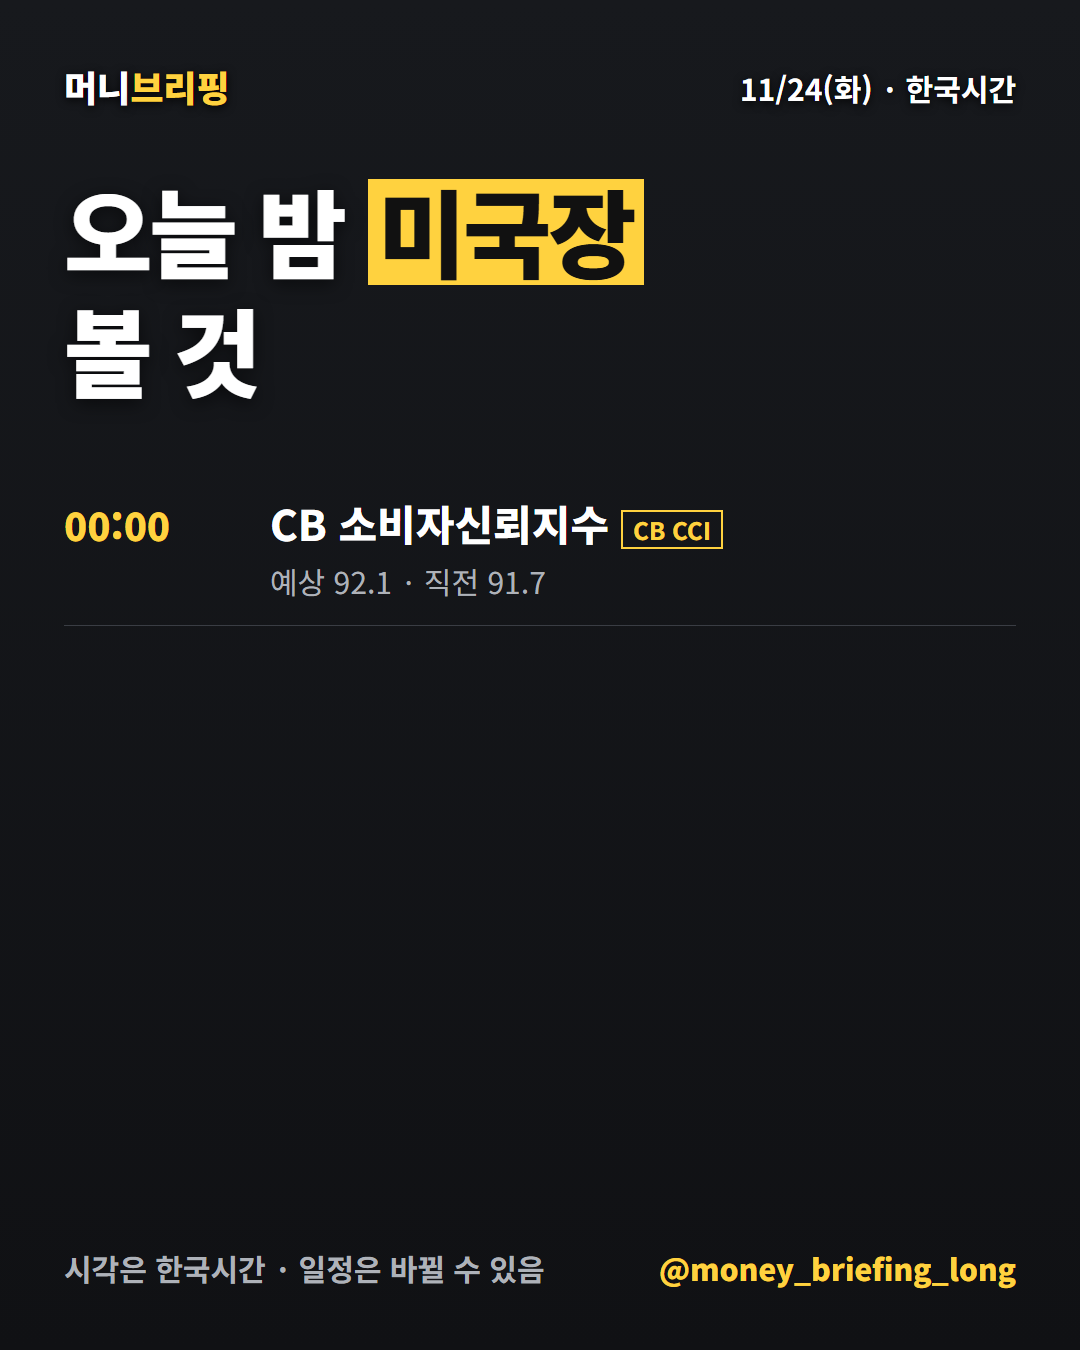 머니브리핑
11/24(화) · 한국시간
오늘 밤 미국장
볼 것
00:00 CB 소비자신뢰지수 CB CCI
예상 92.1 · 직전 91.7
시각은 한국시간 · 일정은 바뀔 수 있음
@money_briefing_long